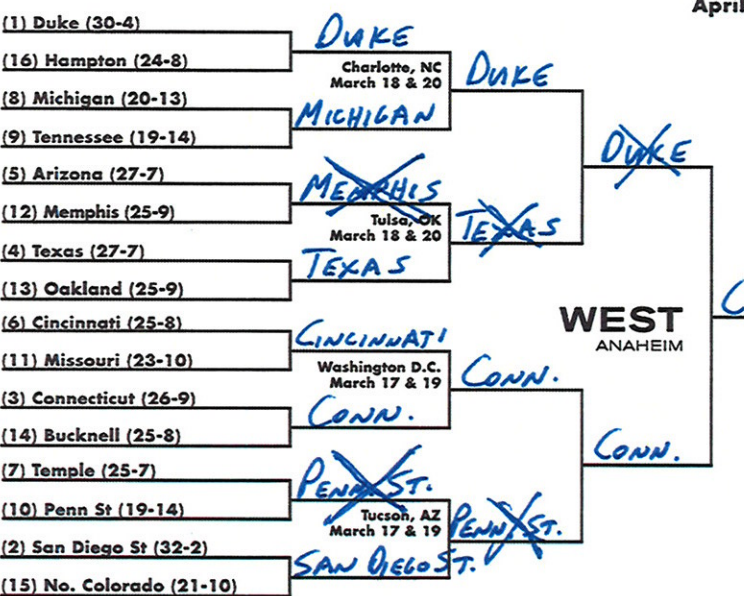 April
(1) Duke (30-4)
DUKE
(16) Hampton (24-8)
Charlotte, NC
March 18 & 20
DUKE
(8) Michigan (20-13)
MICHIGAN
(9) Tennessee (19-14)
DUKE
(5) Arizona (27-7)
MEMPHIS
(12) Memphis (25-9)
Tulsa, OK
March 18 & 20
TEXAS
(4) Texas (27-7)
TEXAS
(13) Oakland (25-9)
WEST
ANAHEIM
C
(6) Cincinnati (25-8)
CINCINNATI
(11) Missouri (23-10)
Washington D.C.
March 17 & 19
CONN.
(3) Connecticut (26-9)
CONN.
(14) Bucknell (25-8)
CONN.
(7) Temple (25-7)
PENN ST.
(10) Penn St (19-14)
Tucson, AZ
March 17 & 19
PENN ST.
(2) San Diego St (32-2)
SAN DIEGO ST.
(15) No. Colorado (21-10)